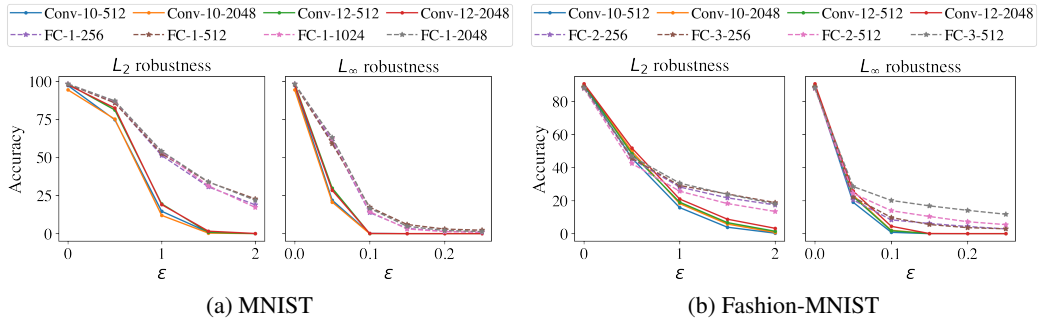 Conv-10-512 Conv-10-2048 Conv-12-512 Conv-12-2048
FC-1-256 FC-1-512 FC-1-1024 FC-1-2048
L₂ robustness L∞ robustness
Accuracy
100
75
50
25
0
0 1 2 0.0 0.1 0.2
ε ε
(a) MNIST
Conv-10-512 Conv-10-2048 Conv-12-512 Conv-12-2048
FC-2-256 FC-3-256 FC-2-512 FC-3-512
L₂ robustness L∞ robustness
Accuracy
80
60
40
20
0
0 1 2 0.0 0.1 0.2
ε ε
(b) Fashion-MNIST